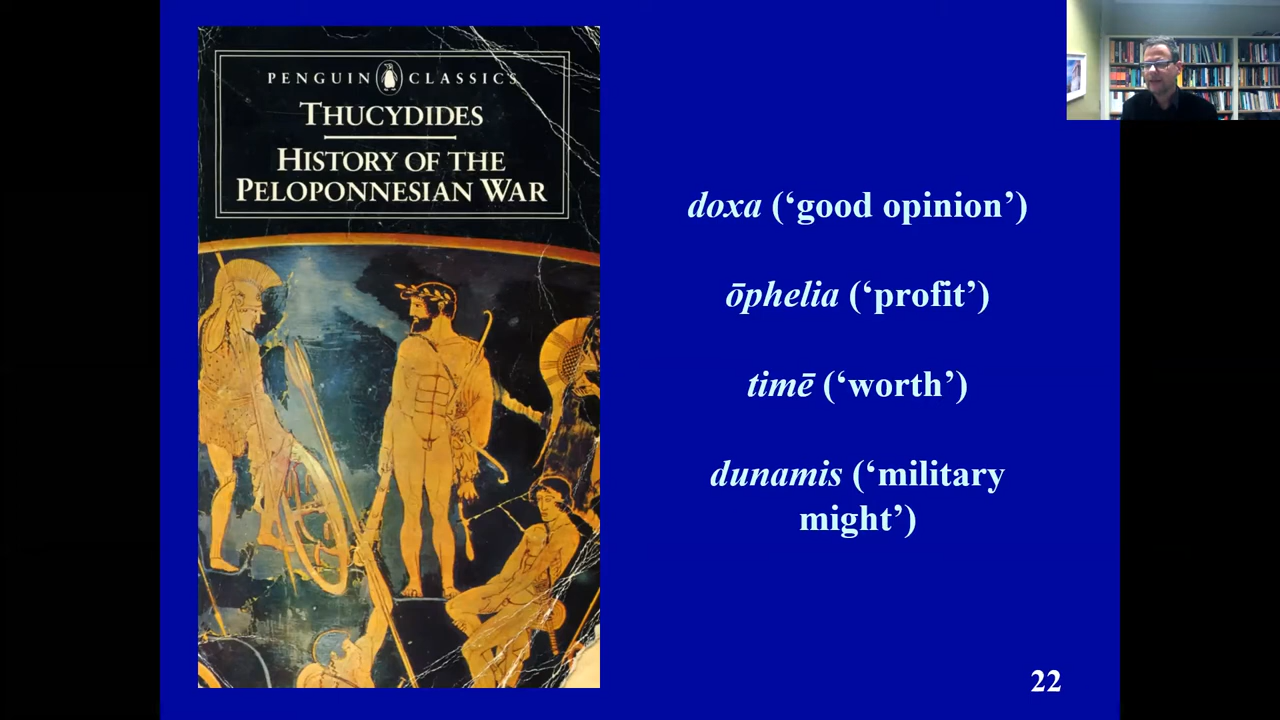 PENGUIN CLASSICS
THUCYDIDES
HISTORY OF THE
PELOPONNESIAN WAR
doxa (‘good opinion’)
ōphelia (‘profit’)
timē (‘worth’)
dunamis (‘military
might’)
22